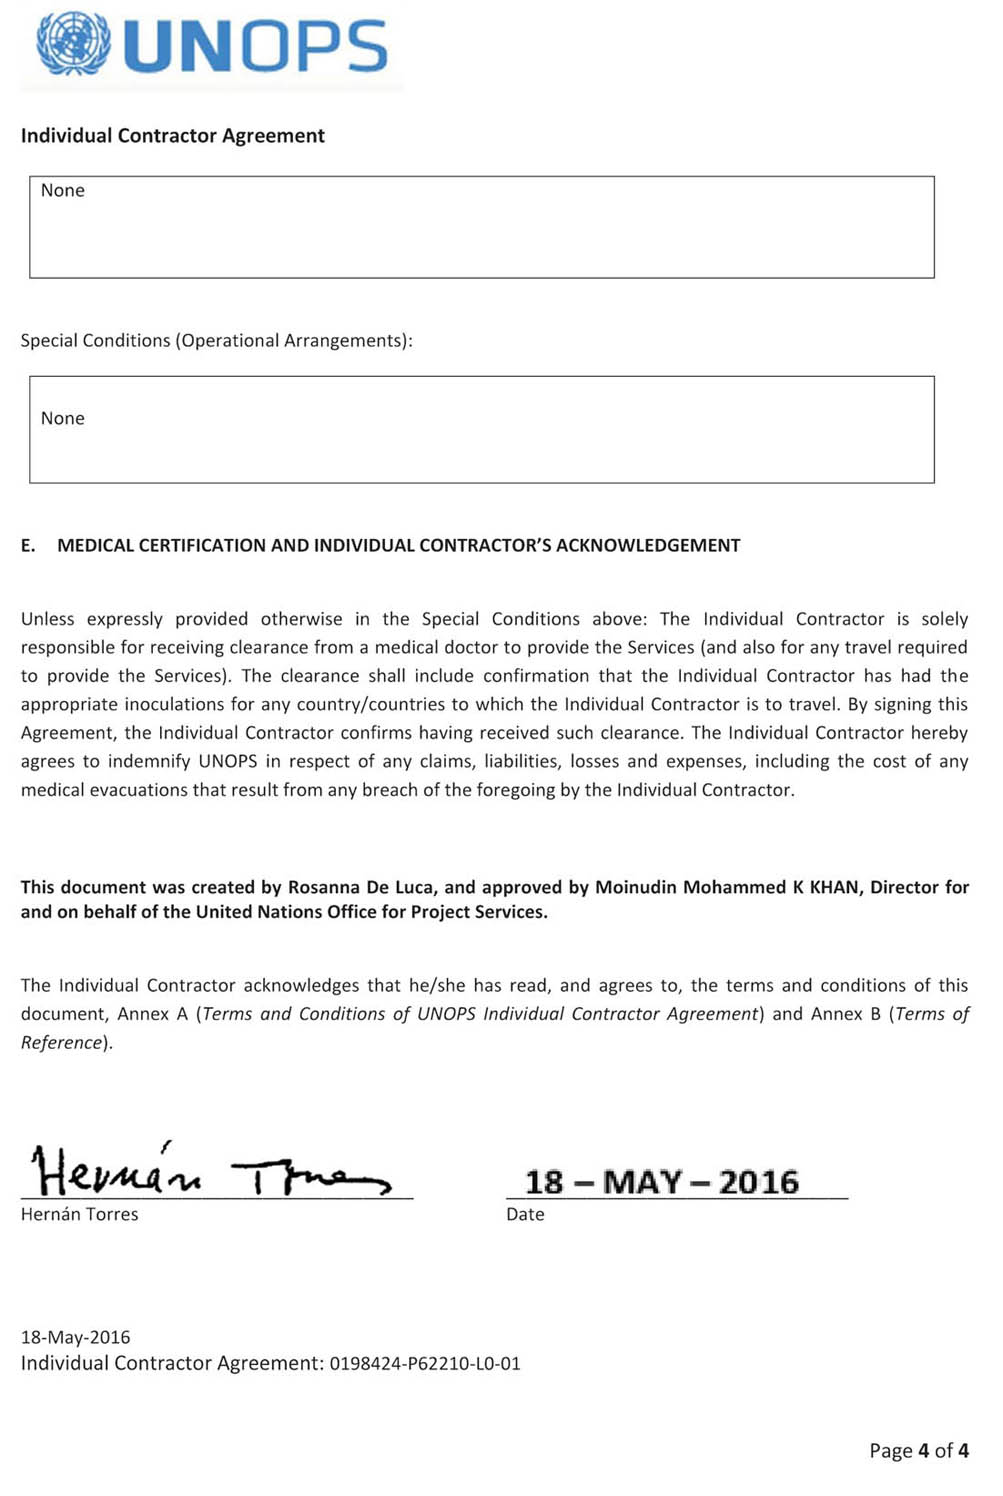 UNOPS
Individual Contractor Agreement
None
Special Conditions (Operational Arrangements):
None
E. MEDICAL CERTIFICATION AND INDIVIDUAL CONTRACTOR’S ACKNOWLEDGEMENT
Unless expressly provided otherwise in the Special Conditions above: The Individual Contractor is solely
responsible for receiving clearance from a medical doctor to provide the Services (and also for any travel required
to provide the Services). The clearance shall include confirmation that the Individual Contractor has had the
appropriate inoculations for any country/countries to which the Individual Contractor is to travel. By signing this
Agreement, the Individual Contractor confirms having received such clearance. The Individual Contractor hereby
agrees to indemnify UNOPS in respect of any claims, liabilities, losses and expenses, including the cost of any
medical evacuations that result from any breach of the foregoing by the Individual Contractor.
This document was created by Rosanna De Luca, and approved by Moinudin Mohammed K KHAN, Director for
and on behalf of the United Nations Office for Project Services.
The Individual Contractor acknowledges that he/she has read, and agrees to, the terms and conditions of this
document, Annex A (Terms and Conditions of UNOPS Individual Contractor Agreement) and Annex B (Terms of
Reference).
Hernán Torres
18 – MAY – 2016
Hernán Torres
Date
18-May-2016
Individual Contractor Agreement: 0198424-P62210-L0-01
Page 4 of 4